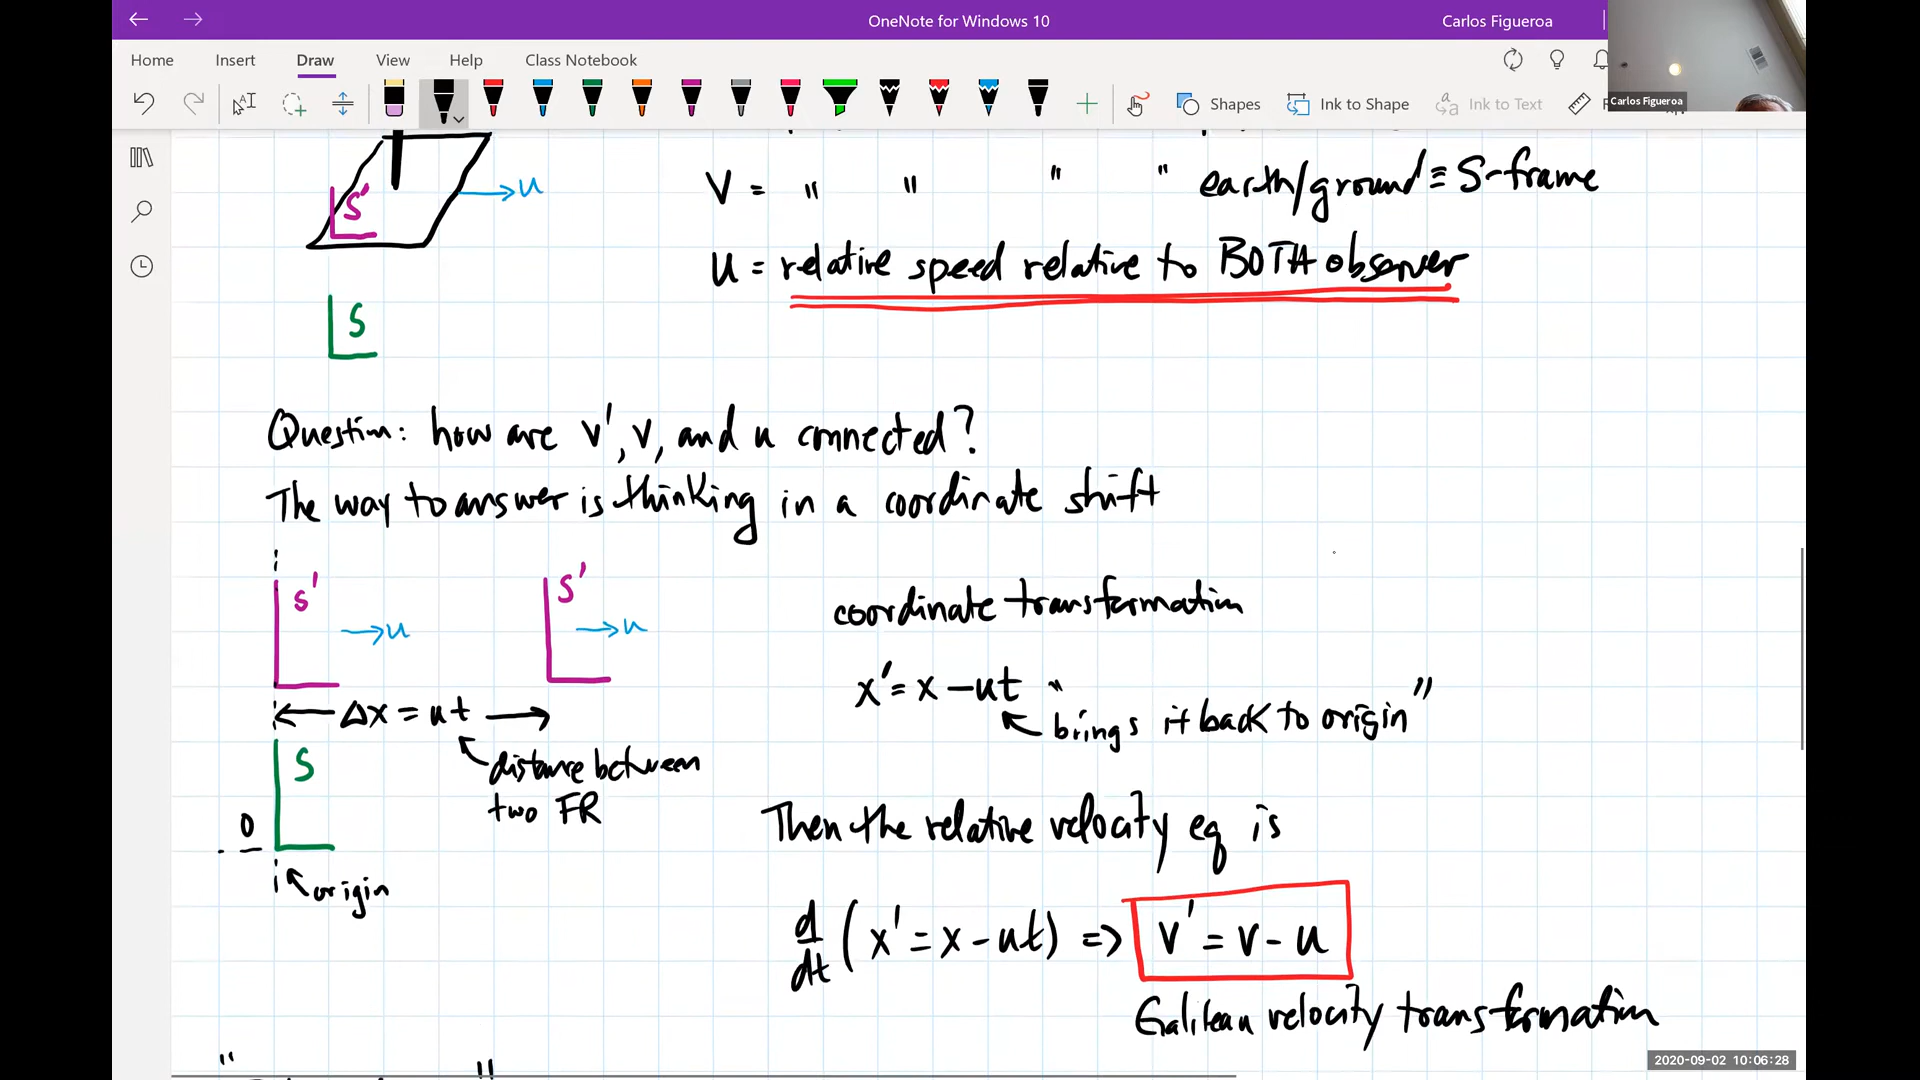 OneNote for Windows 10
Carlos Figueroa
Home Insert Draw View Help Class Notebook
Shapes Ink to Shape Ink to Text
Carlos Figueroa
V = " " " " earth/ground ≡ S-frame
u
S'
u = relative speed relative to BOTH observer
S
Question: how are v', v, and u connected?
The way to answer is thinking in a coordinate shift
S' → u S' → u
coordinate transformation
x' = x - ut "brings it back to origin"
Δx = ut
S
distance between
two FR
0
origin
Then the relative velocity eq is
d/dt (x' = x - ut) => v' = v - u
Galilean velocity transformation
2020-09-02 10:06:28